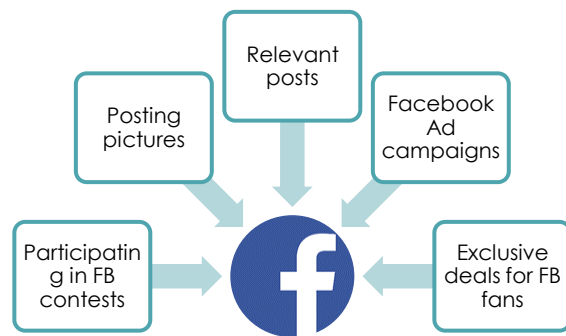 Relevant
posts
Posting
pictures
Facebook
Ad
campaigns
Participatin
g in FB
contests
Exclusive
deals for FB
fans
f